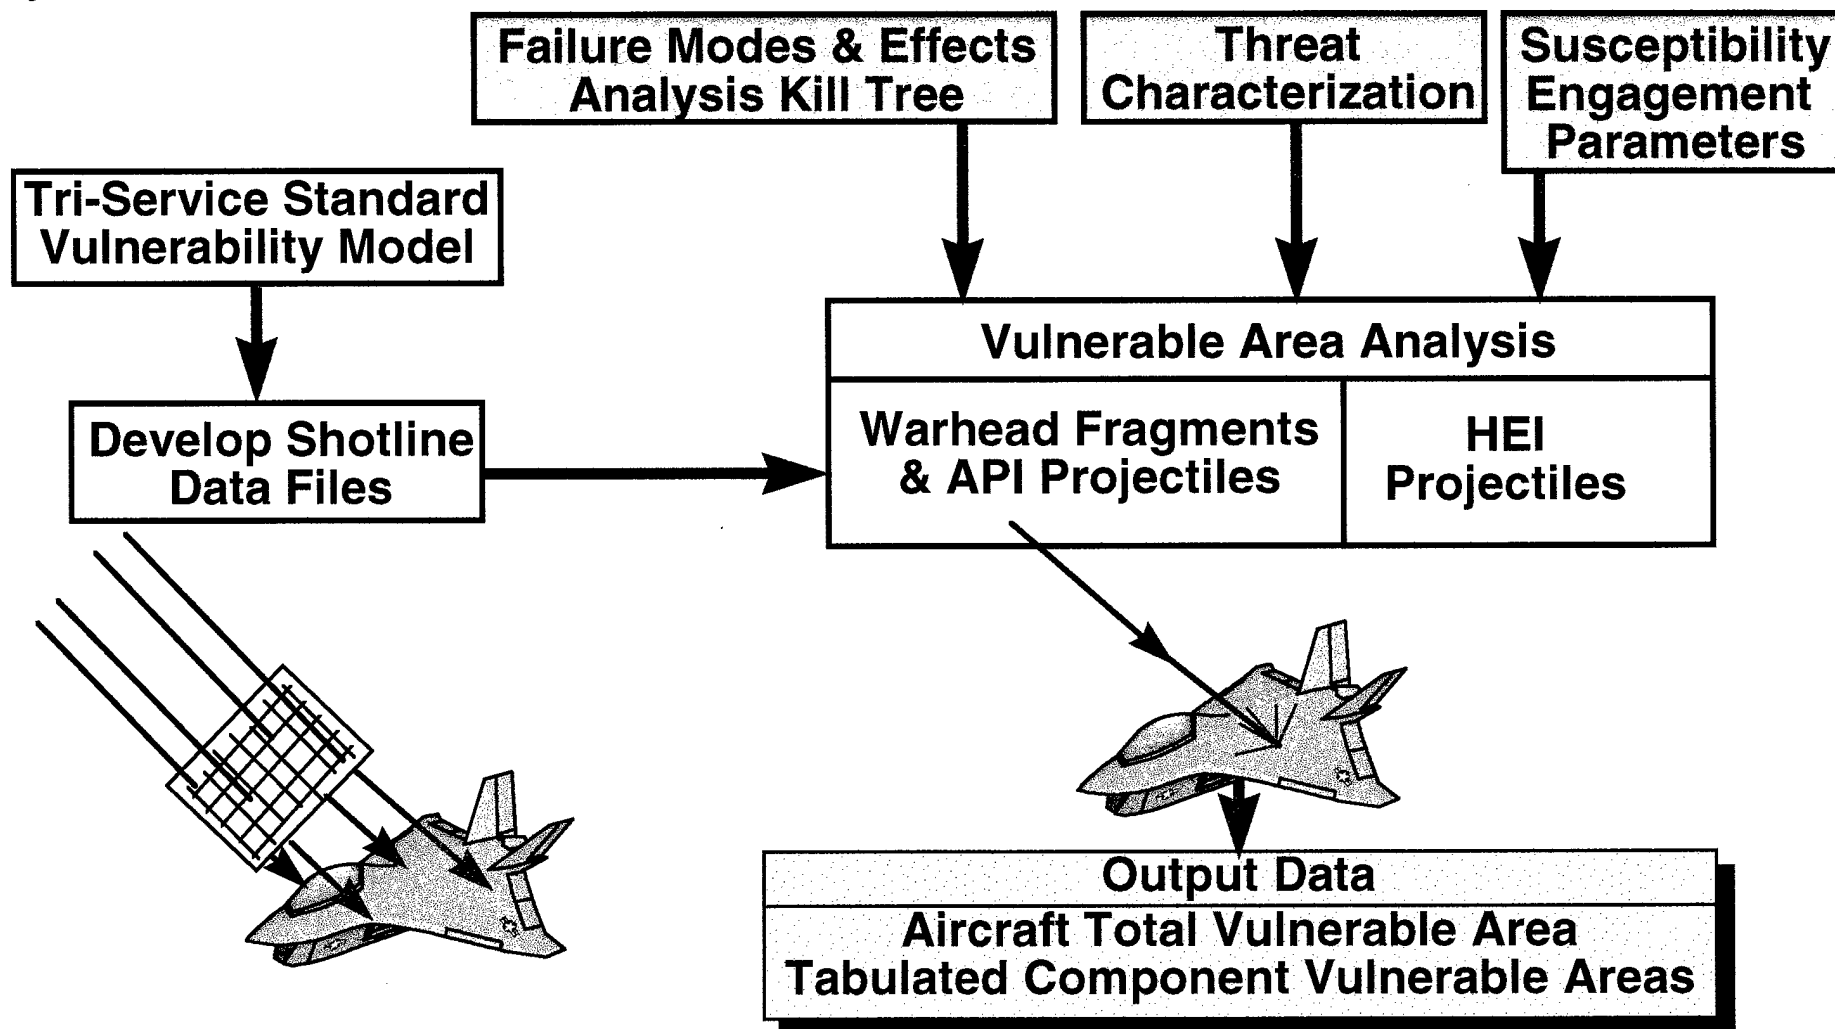 Failure Modes & Effects
Analysis Kill Tree
Threat
Characterization
Susceptibility
Engagement
Parameters
Tri-Service Standard
Vulnerability Model
Vulnerable Area Analysis
Develop Shotline
Data Files
Warhead Fragments
& API Projectiles
HEI
Projectiles
Output Data
Aircraft Total Vulnerable Area
Tabulated Component Vulnerable Areas